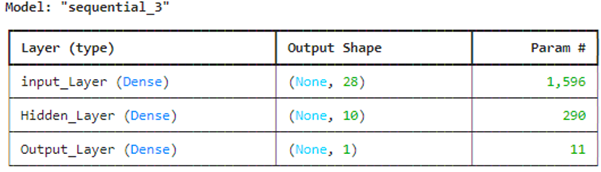 Model: "sequential_3"
Layer (type) Output Shape Param #
input_Layer (Dense) (None, 28) 1,596
Hidden_Layer (Dense) (None, 10) 290
Output_Layer (Dense) (None, 1) 11